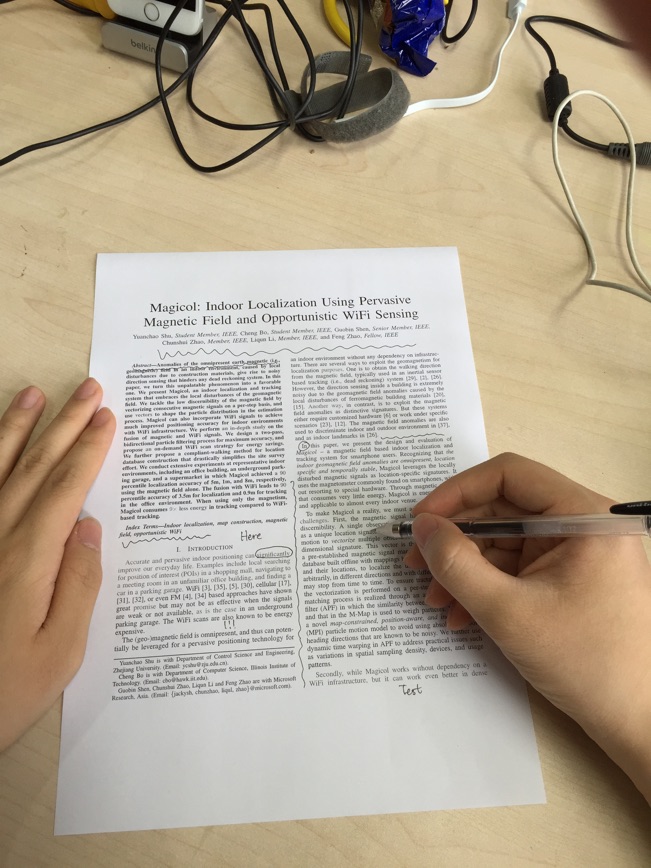 belkin
Magicol: Indoor Localization Using Pervasive
Magnetic Field and Opportunistic WiFi Sensing
Yuanchao Shu, Student Member, IEEE, Cheng Bo, Student Member, IEEE, Guobin Shen, Senior Member, IEEE,
Chunshui Zhao, Member, IEEE, Liqun Li, Member, IEEE, and Feng Zhao, Fellow, IEEE
Abstract—Anomalies of the omnipresent earth magnetic (i.e.,
geomagnetic) field in an indoor environment, caused by local
disturbances due to construction materials, give rise to noisy
direction sensing that hinders any dead reckoning system. In this
paper, we turn this unpalatable phenomenon into a favorable
one. We present Magicol, an indoor localization and tracking
system that embraces the local disturbances of the geomagnetic
field. We tackle the low discernibility of the magnetic field by
vectorizing consecutive magnetic signals on a per-step basis, and
use vectors to shape the particle distribution in the estimation
process. Magicol can also incorporate WiFi signals to achieve
much improved positioning accuracy for indoor environments
with WiFi infrastructure. We perform an in-depth study on the
fusion of magnetic and WiFi signals. We design a two-pass,
bidirectional particle filtering process for maximum accuracy, and
propose an on-demand WiFi scan strategy for energy savings.
We further propose a compliant-walking method for location
database construction that drastically simplifies the site survey
effort. We conduct extensive experiments at representative indoor
environments, including an office building, an underground park-
ing garage, and a supermarket in which Magicol achieved a 90
percentile localization accuracy of 5m, 1m, and 8m, respectively,
using the magnetic field alone. The fusion with WiFi leads to 90
percentile accuracy of 3.5m for localization and 0.9m for tracking
in the office environment. When using only the magnetism,
Magicol consumes 9× less energy in tracking compared to WiFi-
based tracking.
Index Terms—Indoor localization, map construction, magnetic
field, opportunistic WiFi
Here
I. INTRODUCTION
Accurate and pervasive indoor positioning can significantly
improve our everyday life. Examples include local searching
for position of interest (POIs) in a shopping mall, navigating to
a meeting room in an unfamiliar office building, and finding a
car in a parking garage. WiFi [3], [35], [5], [30], cellular [17],
[31], [32], or even FM [4], [34] based approaches have shown
great promise but may not be effective when the signals
are weak or not available, as is the case in an underground
parking garage. The WiFi scans are also known to be energy
expensive.
!!!
The (geo-)magnetic field is omnipresent, and thus can poten-
tially be leveraged for a pervasive positioning technology for
Yuanchao Shu is with Department of Control Science and Engineering,
Zhejiang University. (Email: ycshu@zju.edu.cn).
Cheng Bo is with Department of Computer Science, Illinois Institute of
Technology. (Email: cbo@hawk.iit.edu).
Guobin Shen, Chunshui Zhao, Liqun Li and Feng Zhao are with Microsoft
Research, Asia. (Email: {jackysh, chunzhao, liqul, zhao}@microsoft.com).
an indoor environment without any dependency on infrastruc-
ture. There are several ways to exploit the geomagnetism for
localization purposes. One is to obtain the walking direction
from the magnetic field, typically used in an inertial sensor
based tracking (i.e., dead reckoning) system [29], [2], [26].
However, the direction sensing inside a building is extremely
noisy due to the geomagnetic field anomalies caused by the
local disturbances of ferromagnetic building materials [20],
[15]. Another way, in contrast, is to exploit the magnetic
field anomalies as distinctive signatures. But these systems
either require customized hardware [6] or work under specific
scenarios [23], [12]. The magnetic field anomalies are also
used to discriminate indoor and outdoor environment in [37],
and as indoor landmarks in [26].
In this paper, we present the design and evaluation of
Magicol – a magnetic field based indoor localization and
tracking system for smartphone users. Recognizing that the
indoor geomagnetic field anomalies are omnipresent, location
specific and temporally stable, Magicol leverages the locally
disturbed magnetic signals as location-specific signatures. It
uses the magnetometer commonly found on smartphones, with-
out resorting to special hardware. Through magnetic
that consumes very little energy, Magicol is
and applicable to almost every indoor venue.
To make Magicol a reality, we must
challenges. First, the magnetic signal
discernibility. A single
as a unique location
motion to vectorize multiple
dimensional signature. This vector is
a pre-established magnetic signal
database built offline with mappings
and their locations, to localize the
arbitrarily, in different directions and with
may stop from time to time. To ensure
the vectorization is performed on a per-
matching process is realized through an
filter (APF) in which the similarity between
and that in the M-Map is used to weigh
a novel map-constrained, position-aware, and
(MPI) particle motion model to avoid using
heading directions that are known to be noisy. We further
dynamic time warping in APF to address practical issues such
as variations in spatial sampling density, devices, and usage
patterns.
Secondly, while Magicol works without dependency on a
WiFi infrastructure, but it can work even better in dense
Test